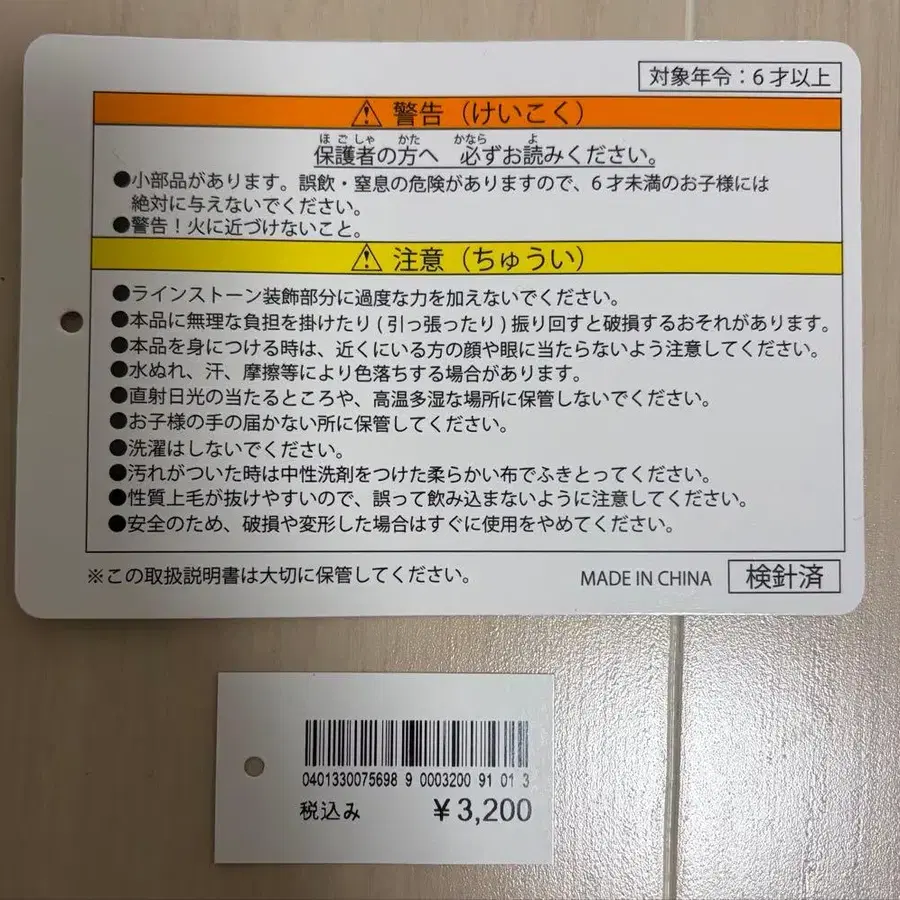 対象年令：6才以上
⚠ 警告（けいこく）
ほごしゃ かた かなら よ
保護者の方へ 必ずお読みください。
●小部品があります。誤飲・窒息の危険がありますので、6才未満のお子様には
絶対に与えないでください。
●警告！火に近づけないこと。
⚠ 注意（ちゅうい）
●ラインストーン装飾部分に過度な力を加えないでください。
●本品に無理な負担を掛けたり(引っ張ったり)振り回すと破損するおそれがあります。
●本品を身につける時は、近くにいる方の顔や眼に当たらないよう注意してください。
●水ぬれ、汗、摩擦等により色落ちする場合があります。
●直射日光の当たるところや、高温多湿な場所に保管しないでください。
●お子様の手の届かない所に保管してください。
●洗濯はしないでください。
●汚れがついた時は中性洗剤をつけた柔らかい布でふきとってください。
●性質上毛が抜けやすいので、誤って飲み込まないように注意してください。
●安全のため、破損や変形した場合はすぐに使用をやめてください。
※この取扱説明書は大切に保管してください。 MADE IN CHINA 検針済
0401330075698 9 0003200 91 01 3
税込み ￥3,200